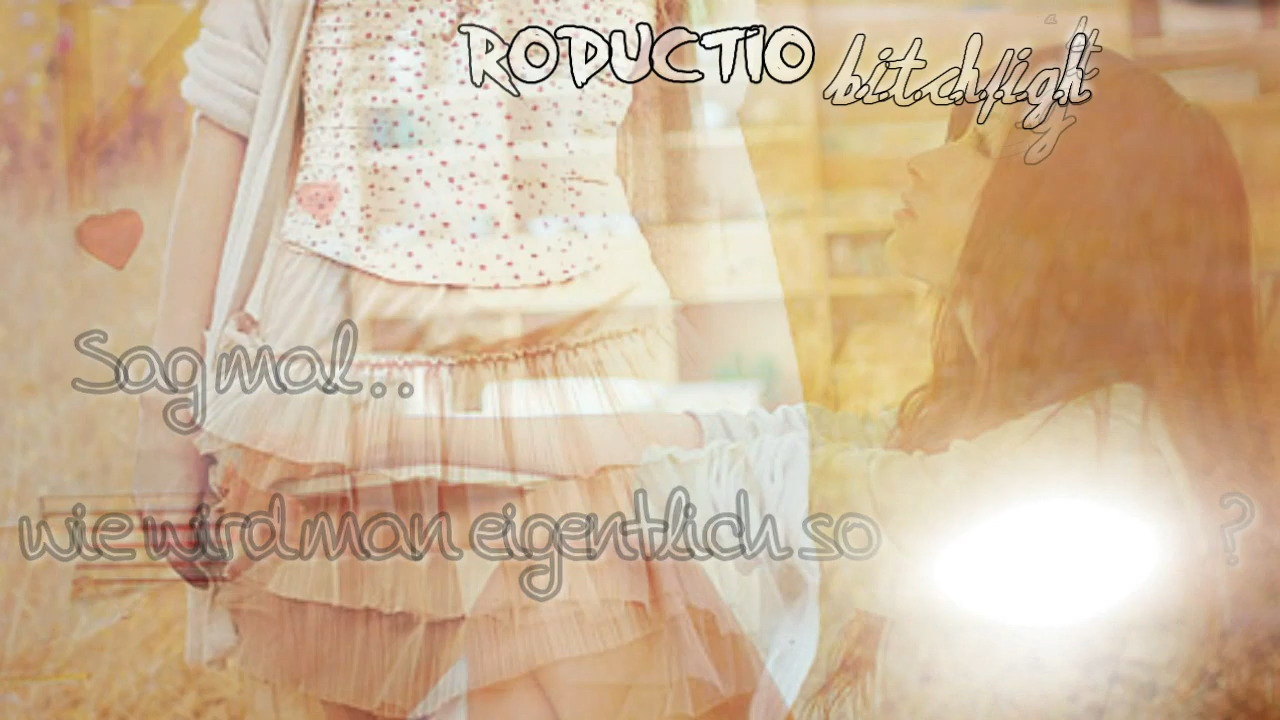 RODUCTIO b.i.t.c.h.f.i.g.h.t
Sag mal..
wie wird man eigentlich so ?